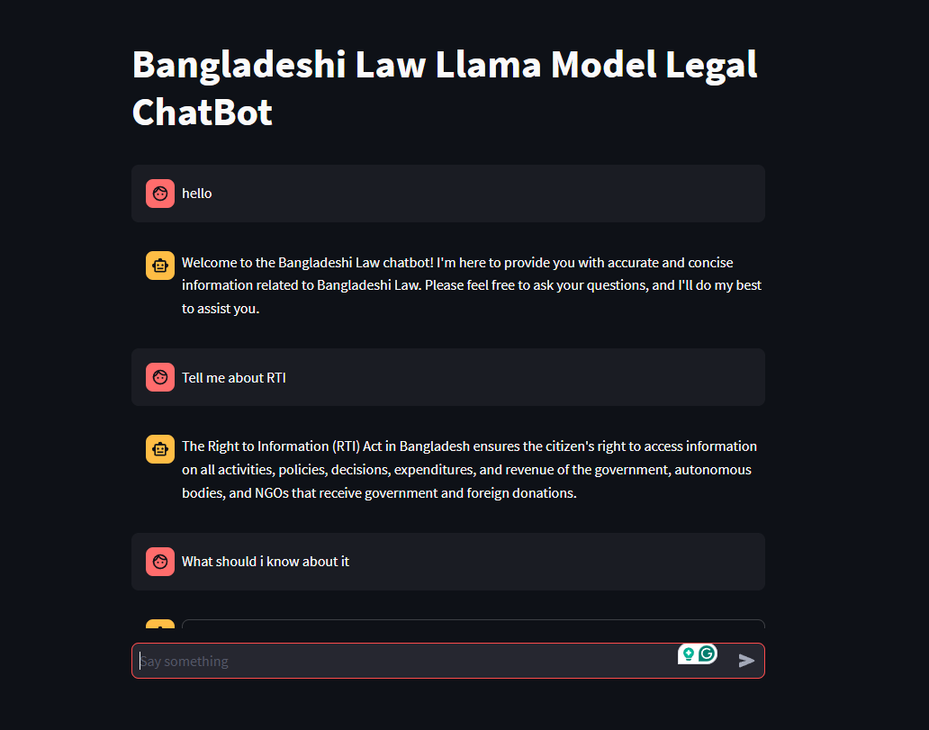 Bangladeshi Law Llama Model Legal
ChatBot
hello
Welcome to the Bangladeshi Law chatbot! I'm here to provide you with accurate and concise
information related to Bangladeshi Law. Please feel free to ask your questions, and I'll do my best
to assist you.
Tell me about RTI
The Right to Information (RTI) Act in Bangladesh ensures the citizen's right to access information
on all activities, policies, decisions, expenditures, and revenue of the government, autonomous
bodies, and NGOs that receive government and foreign donations.
What should i know about it
Say something